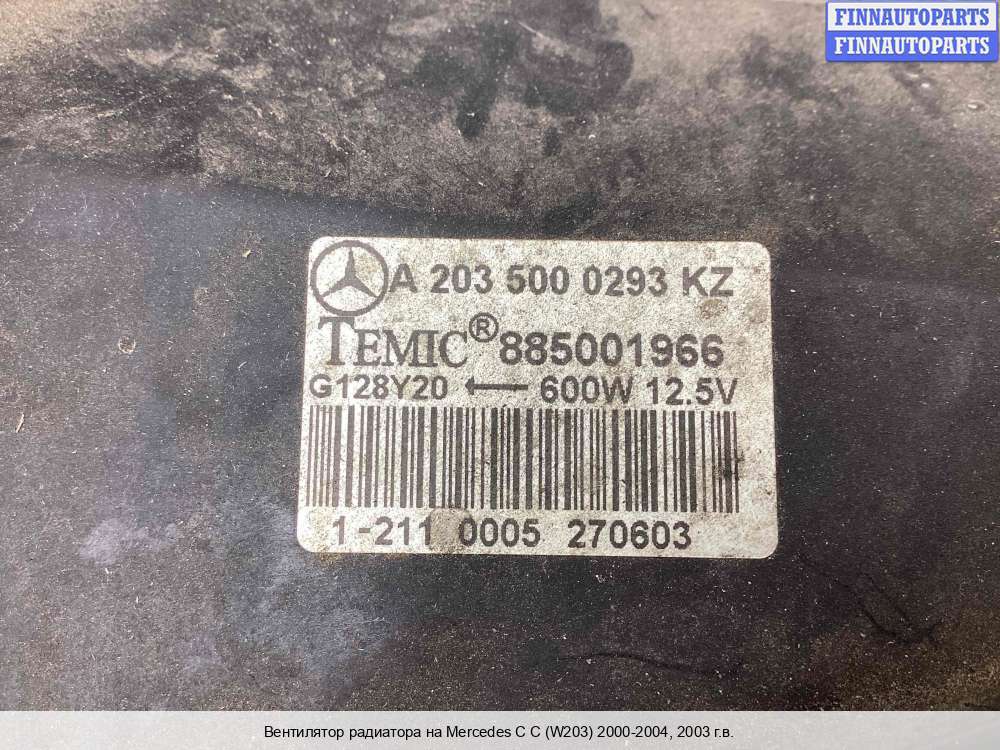 FINNAUTOPARTS
FINNAUTOPARTS
A 203 500 0293 KZ
TEMIC® 885001966
G128Y20 ← 600W 12.5V
1-211 0005 270603
Вентилятор радиатора на Mercedes C C (W203) 2000-2004, 2003 г.в.